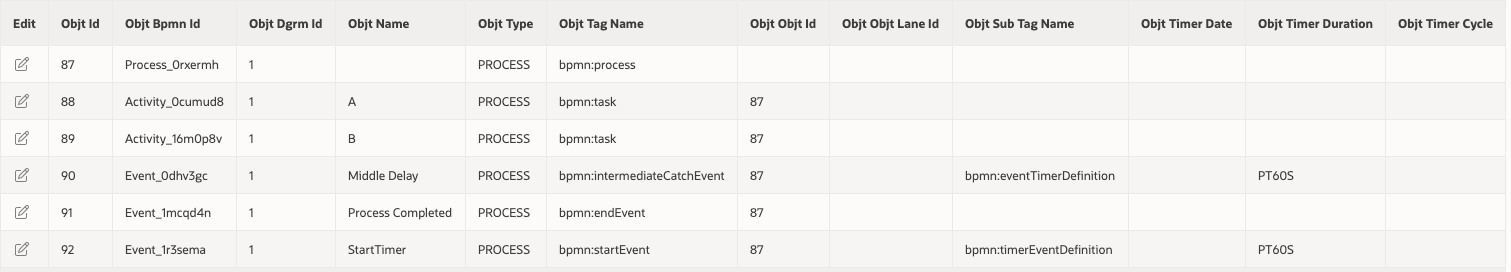 Edit Objt Id Objt Bpmn Id Objt Dgrm Id Objt Name Objt Type Objt Tag Name Objt Objt Id Objt Objt Lane Id Objt Sub Tag Name Objt Timer Date Objt Timer Duration Objt Timer Cycle
87 Process_0rxermh 1 PROCESS bpmn:process
88 Activity_0cumud8 1 A PROCESS bpmn:task 87
89 Activity_16m0p8v 1 B PROCESS bpmn:task 87
90 Event_0dhv3gc 1 Middle Delay PROCESS bpmn:intermediateCatchEvent 87 bpmn:eventTimerDefinition PT60S
91 Event_1mcqd4n 1 Process Completed PROCESS bpmn:endEvent 87
92 Event_1r3sema 1 StartTimer PROCESS bpmn:startEvent 87 bpmn:timerEventDefinition PT60S